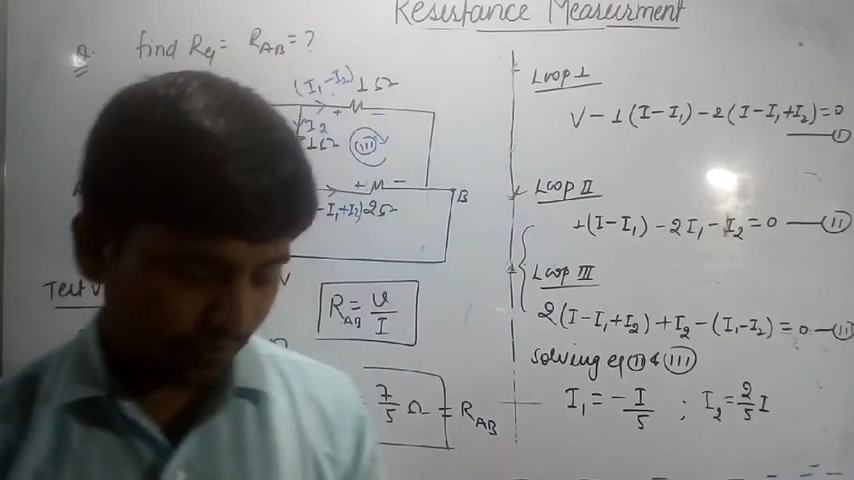 Resistance Measurment
Q. find Req = RAB = ?
(I1-I2) 1Ω
+ -
I2
1Ω
III
+ -
B
-I1+I2) 2Ω
Test V
V
RAB = V/I
7/5 Ω = RAB
Loop I
V - 1(I-I1) - 2(I-I1+I2) = 0 — I
Loop II
1(I-I1) - 2I1 - I2 = 0 — II
Loop III
2(I-I1+I2) + I2 - (I1-I2) = 0 — III
solving eq II & III
I1 = -I/5 ; I2 = 2/5 I